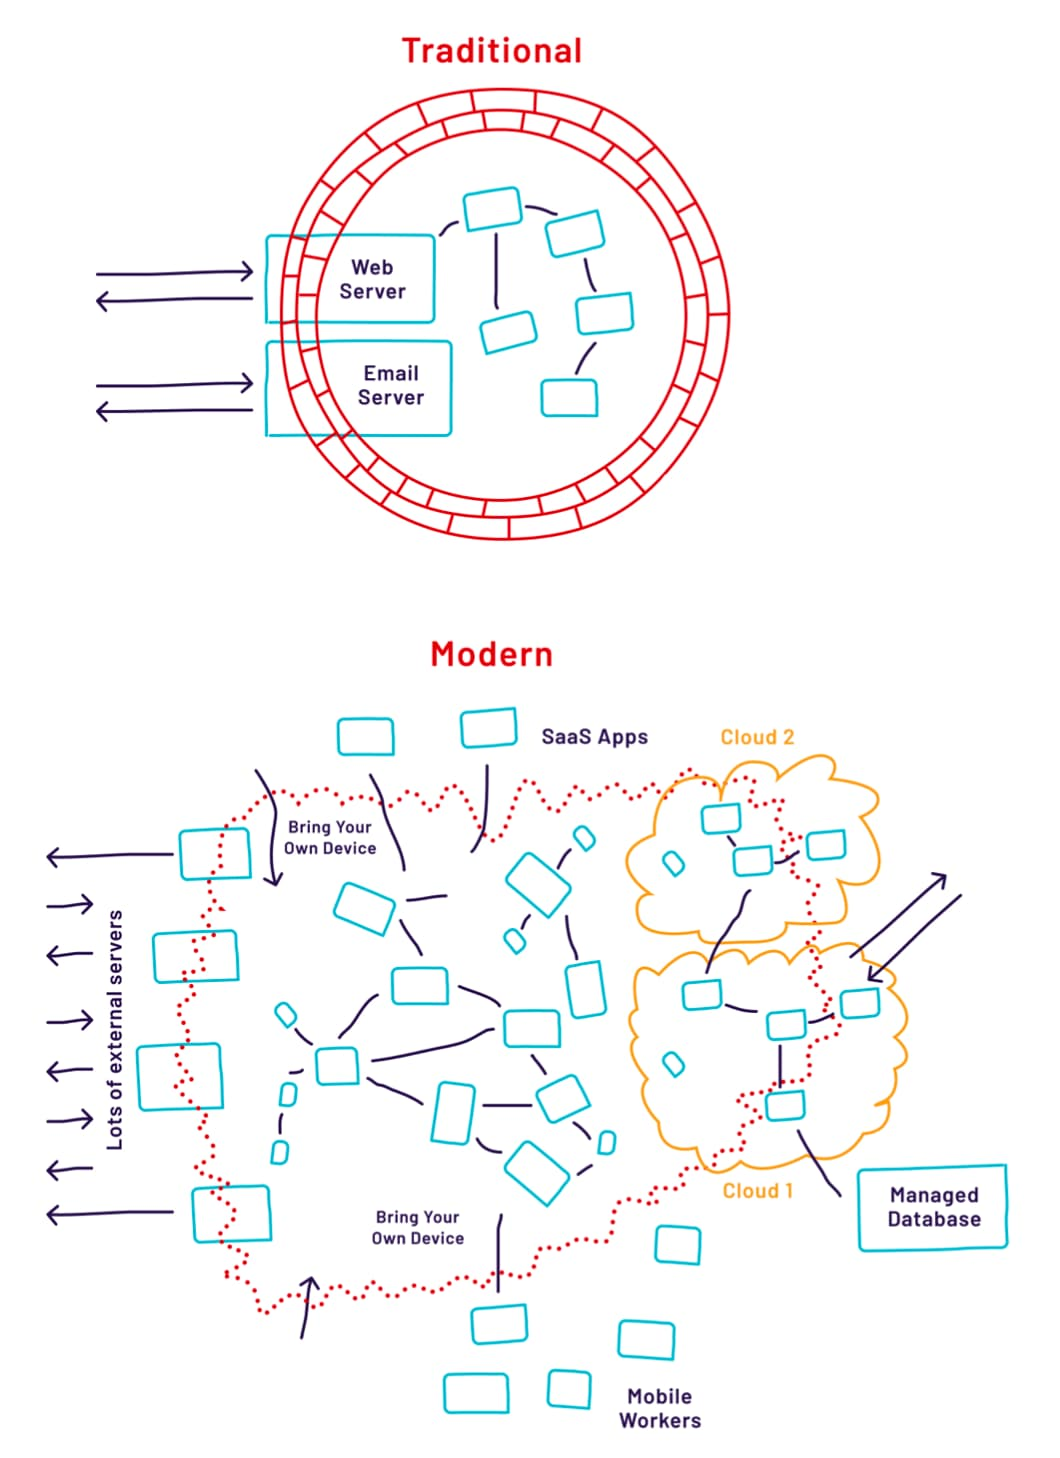 Traditional
Web
Server
Email
Server
Modern
SaaS Apps
Cloud 2
Bring Your
Own Device
Lots of external servers
Cloud 1
Managed
Database
Bring Your
Own Device
Mobile
Workers